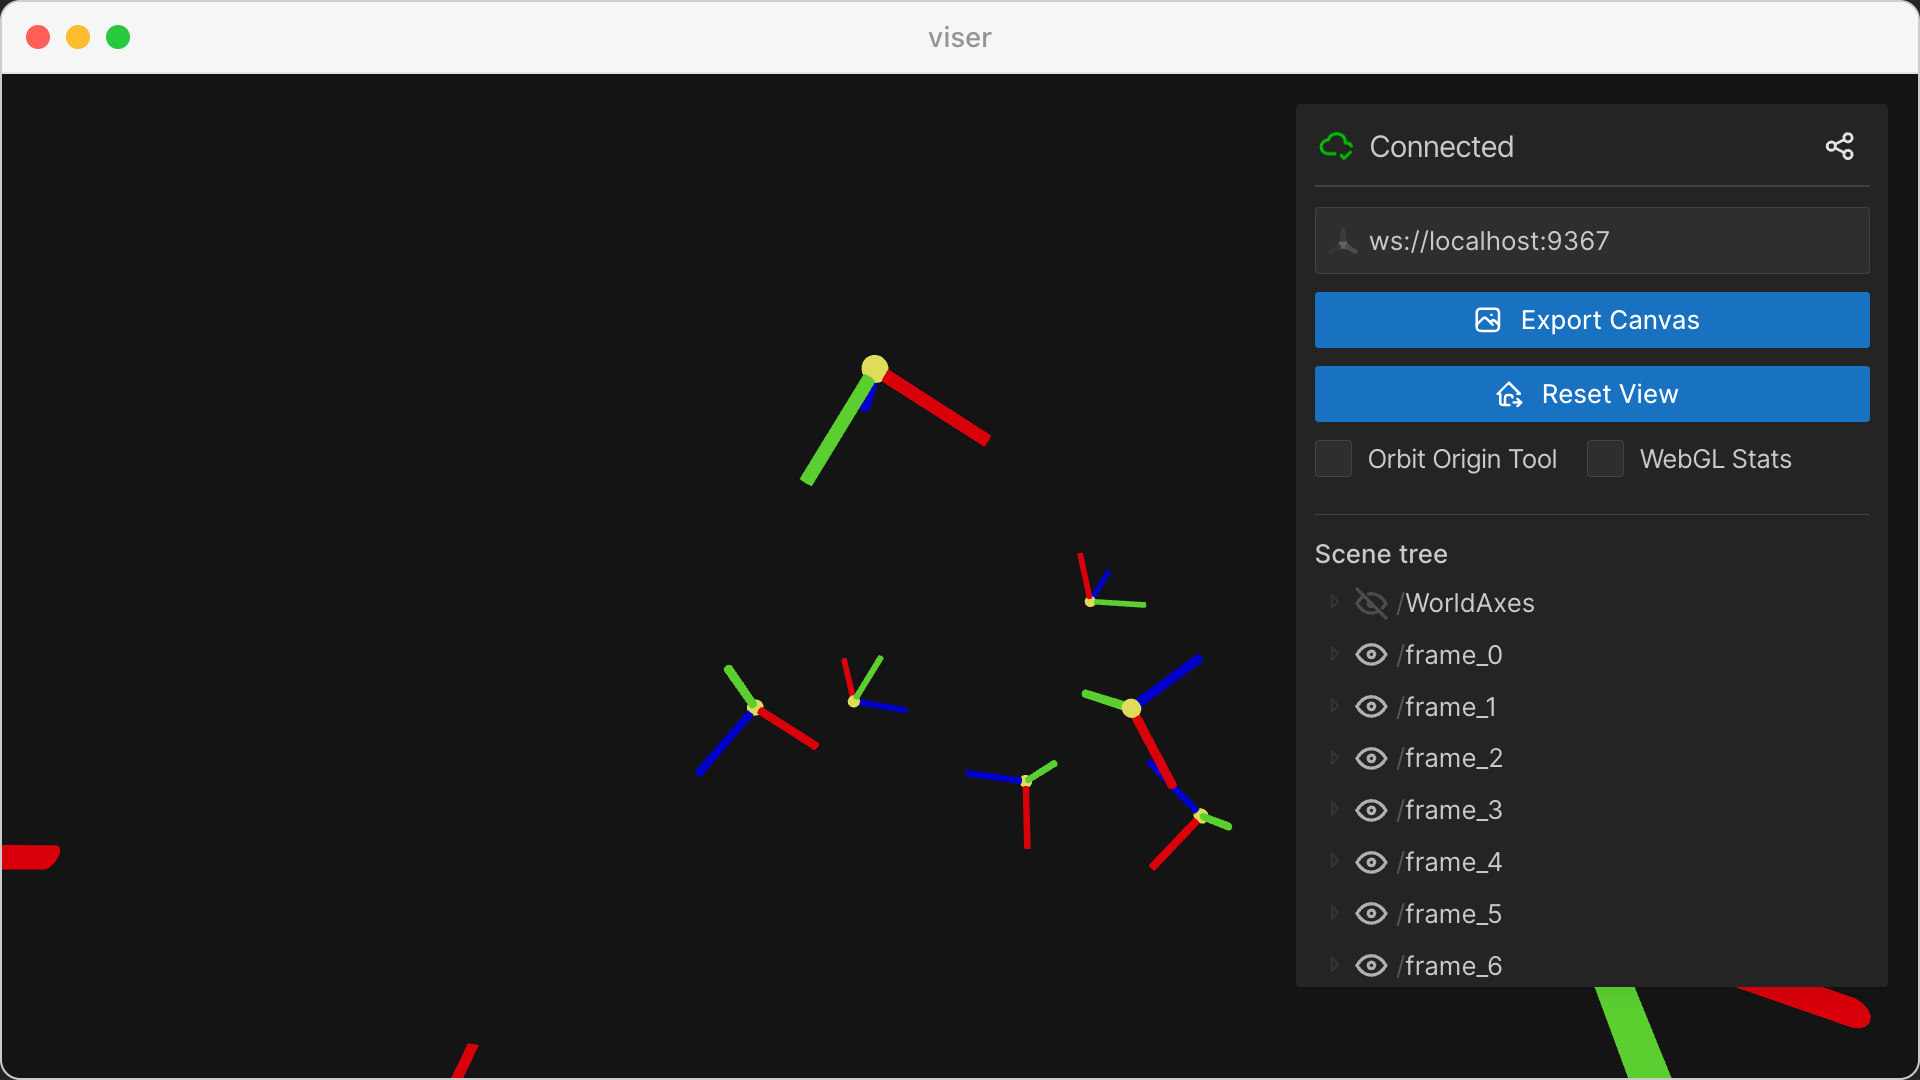 viser
Connected
ws://localhost:9367
Export Canvas
Reset View
Orbit Origin Tool WebGL Stats
Scene tree
/WorldAxes
/frame_0
/frame_1
/frame_2
/frame_3
/frame_4
/frame_5
/frame_6